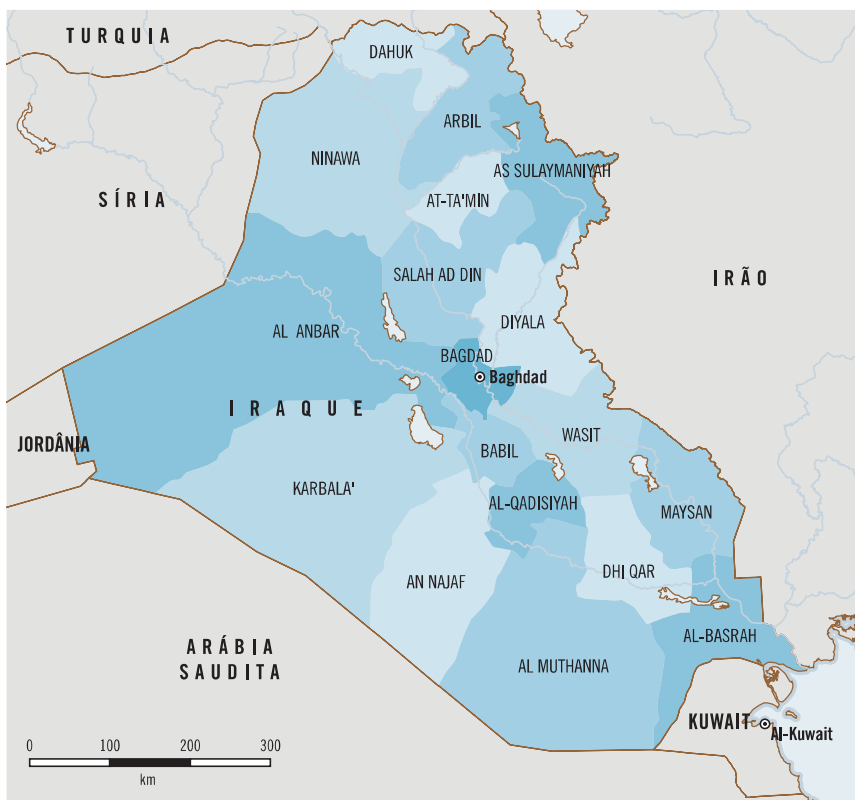 TURQUIA
DAHUK
ARBIL
NINAWA
AS SULAYMANIYAH
AT-TA'MIN
SÍRIA
SALAH AD DIN
IRÃO
DIYALA
AL ANBAR
BAGDAD
Baghdad
IRAQUE
WASIT
JORDÂNIA
BABIL
KARBALA'
AL-QADISIYAH
MAYSAN
DHI QAR
AN NAJAF
AL-BASRAH
ARÁBIA
SAUDITA
AL MUTHANNA
KUWAIT
Al-Kuwait
0 100 200 300
km